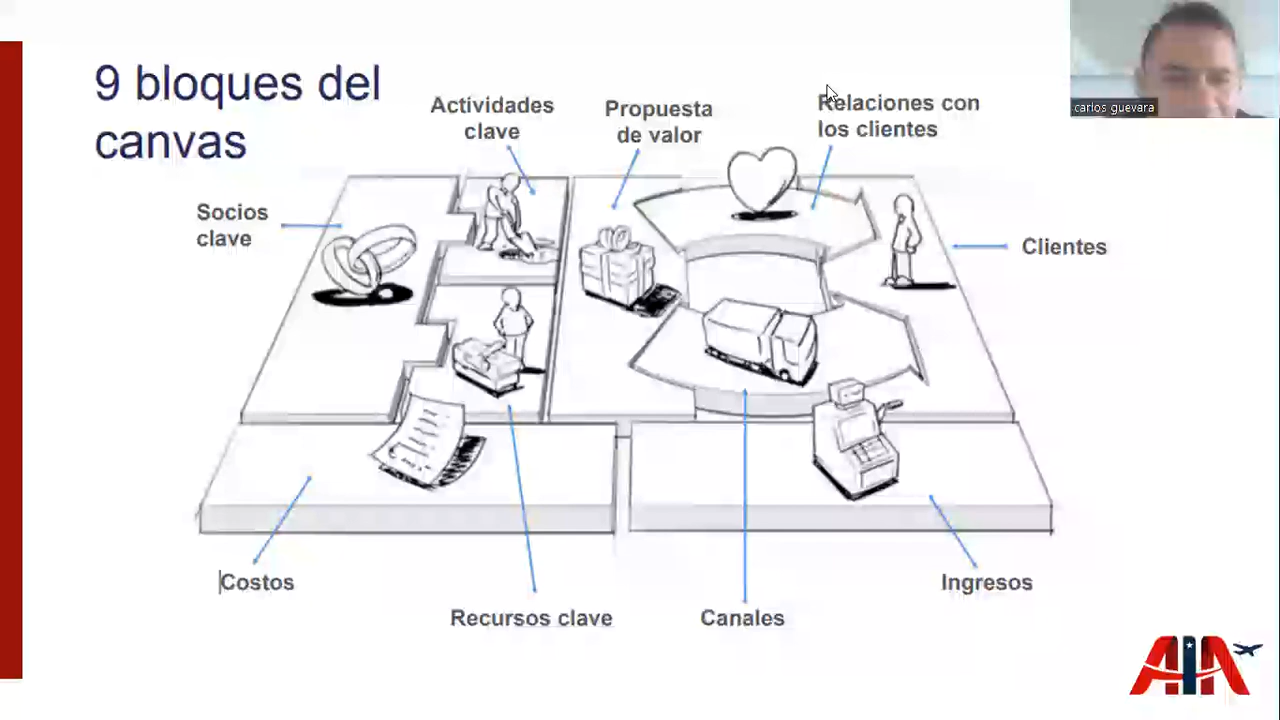 9 bloques del
canvas
Actividades
clave
Propuesta
de valor
Relaciones con
los clientes
carlos guevara
Socios
clave
Clientes
Costos
Recursos clave
Canales
Ingresos
AIA